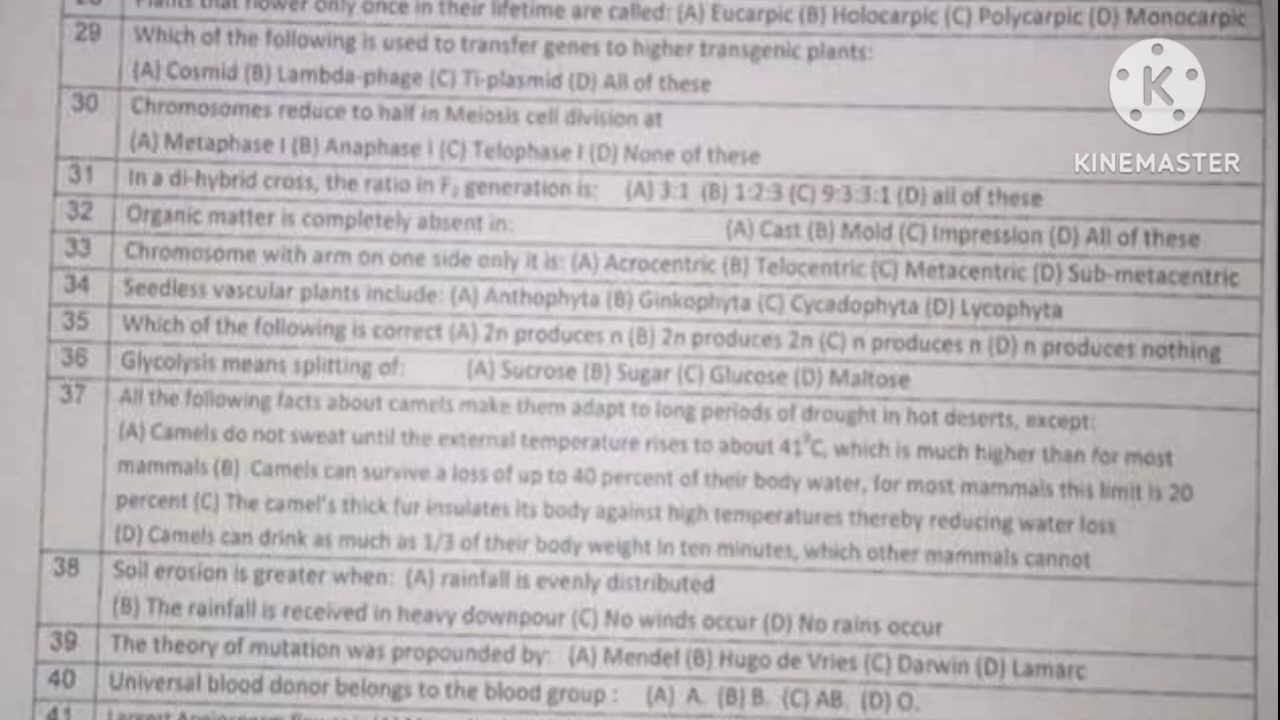 28 Plants that flower only once in their lifetime are called: (A) Eucarpic (B) Holocarpic (C) Polycarpic (D) Monocarpic
29 Which of the following is used to transfer genes to higher transgenic plants:
(A) Cosmid (B) Lambda-phage (C) Ti-plasmid (D) All of these
30 Chromosomes reduce to half in Meiosis cell division at
(A) Metaphase I (B) Anaphase I (C) Telophase I (D) None of these
31 In a di-hybrid cross, the ratio in F₂ generation is: (A) 3:1 (B) 1:2:3 (C) 9:3:3:1 (D) all of these
32 Organic matter is completely absent in: (A) Cast (B) Mold (C) Impression (D) All of these
33 Chromosome with arm on one side only it is: (A) Acrocentric (B) Telocentric (C) Metacentric (D) Sub-metacentric
34 Seedless vascular plants include: (A) Anthophyta (B) Ginkophyta (C) Cycadophyta (D) Lycophyta
35 Which of the following is correct (A) 2n produces n (B) 2n produces 2n (C) n produces n (D) n produces nothing
36 Glycolysis means splitting of: (A) Sucrose (B) Sugar (C) Glucose (D) Maltose
37 All the following facts about camels make them adapt to long periods of drought in hot deserts, except:
(A) Camels do not sweat until the external temperature rises to about 41°C, which is much higher than for most
mammals (B) Camels can survive a loss of up to 40 percent of their body water, for most mammals this limit is 20
percent (C) The camel's thick fur insulates its body against high temperatures thereby reducing water loss
(D) Camels can drink as much as 1/3 of their body weight in ten minutes, which other mammals cannot
38 Soil erosion is greater when: (A) rainfall is evenly distributed
(B) The rainfall is received in heavy downpour (C) No winds occur (D) No rains occur
39 The theory of mutation was propounded by: (A) Mendel (B) Hugo de Vries (C) Darwin (D) Lamarc
40 Universal blood donor belongs to the blood group : (A) A. (B) B. (C) AB. (D) O.
41
K
KINEMASTER